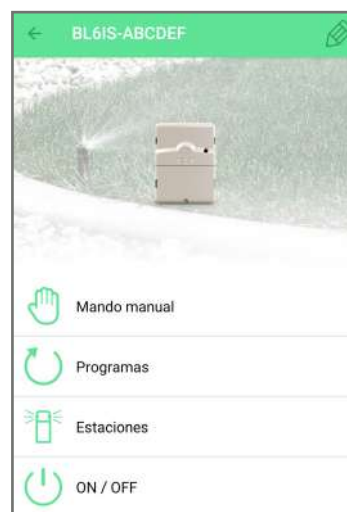 BL6IS-ABCDEF
Mando manual
Programas
Estaciones
ON / OFF